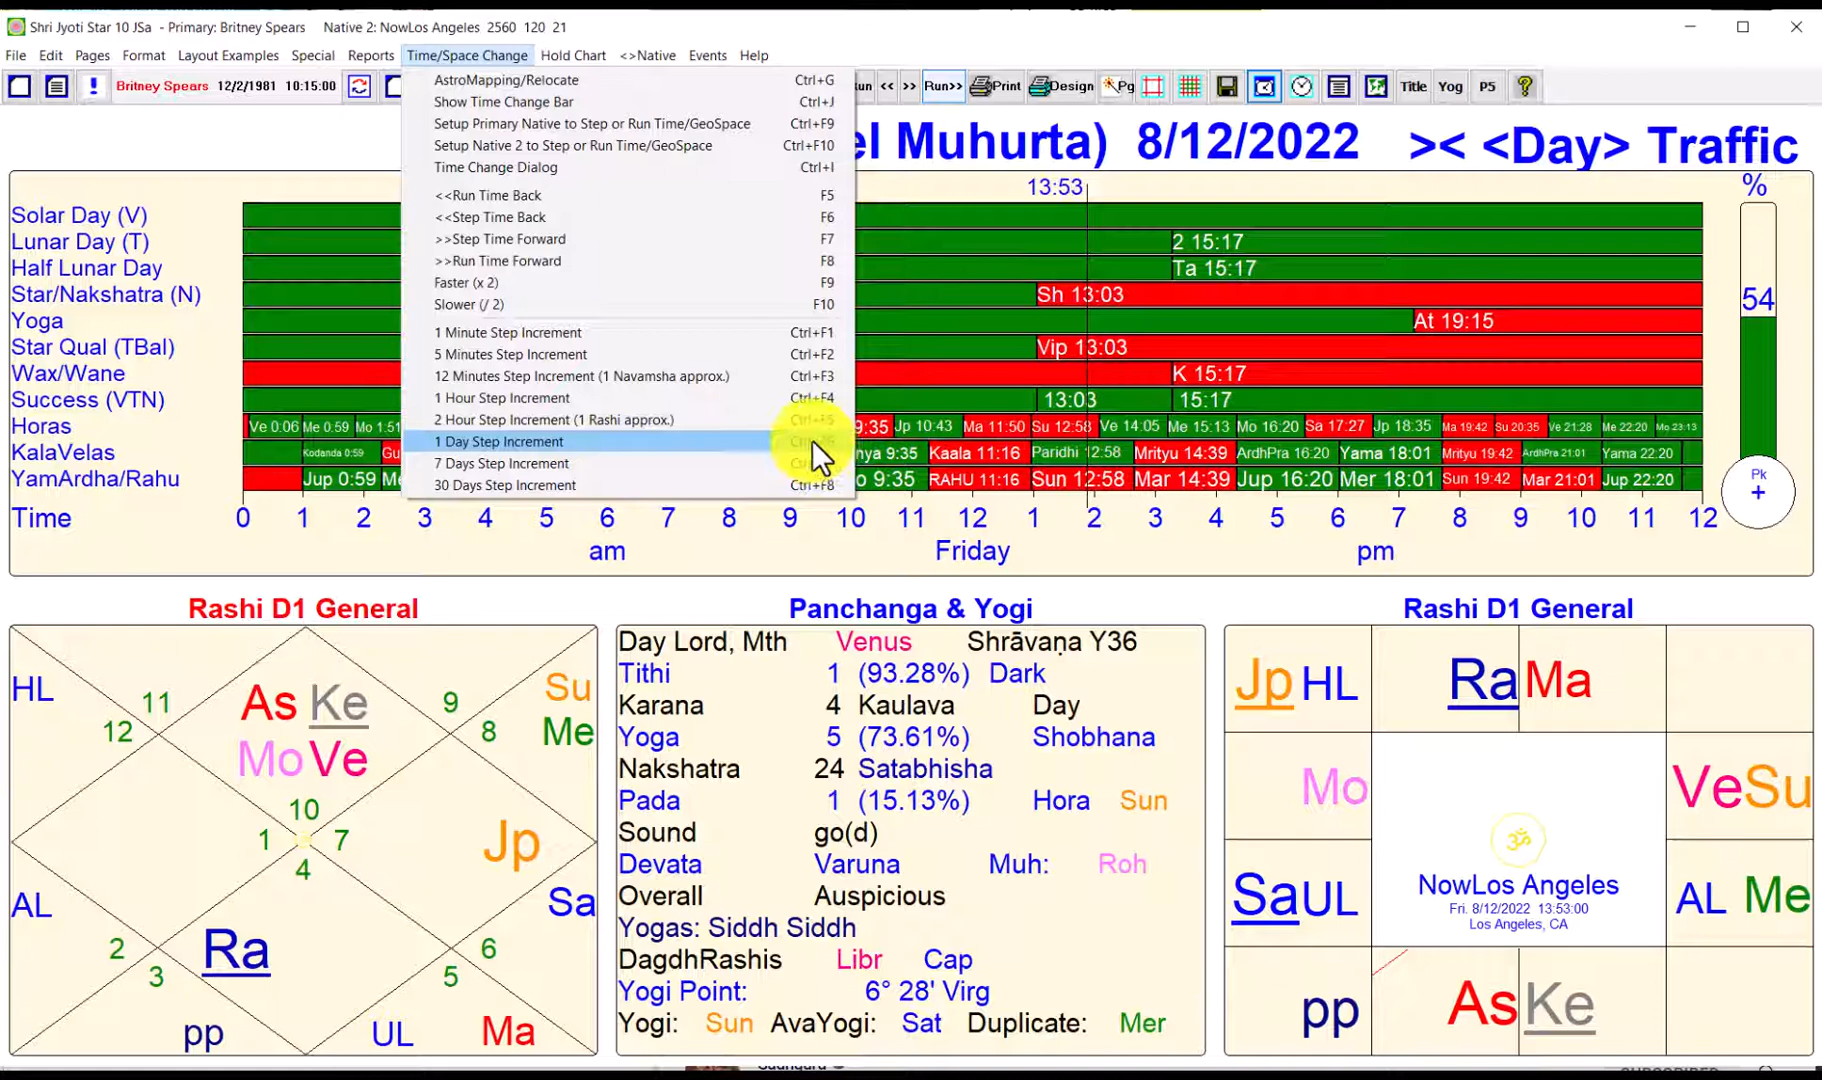 Shri Jyoti Star 10 JSa - Primary: Britney Spears Native 2: NowLos Angeles 2560 120 21
File Edit Pages Format Layout Examples Special Reports Time/Space Change Hold Chart <>Native Events Help
Britney Spears 12/2/1981 10:15:00 << >> Run>> Print Design Pg Title Yog P5
AstroMapping/Relocate Ctrl+G
Show Time Change Bar Ctrl+J
Setup Primary Native to Step or Run Time/GeoSpace Ctrl+F9
Setup Native 2 to Step or Run Time/GeoSpace Ctrl+F10
Time Change Dialog Ctrl+I
<<Run Time Back F5
<<Step Time Back F6
>>Step Time Forward F7
>>Run Time Forward F8
Faster (x 2) F9
Slower (/ 2) F10
1 Minute Step Increment Ctrl+F1
5 Minutes Step Increment Ctrl+F2
12 Minutes Step Increment (1 Navamsha approx.) Ctrl+F3
1 Hour Step Increment Ctrl+F4
2 Hour Step Increment (1 Rashi approx.) Ctrl+F5
1 Day Step Increment
7 Days Step Increment
30 Days Step Increment Ctrl+F8
el Muhurta) 8/12/2022 >< <Day> Traffic
13:53 %
Solar Day (V)
Lunar Day (T) 2 15:17
Half Lunar Day Ta 15:17
Star/Nakshatra (N) Sh 13:03 54
Yoga At 19:15
Star Qual (TBal) Vip 13:03
Wax/Wane K 15:17
Success (VTN) 13:03 15:17
Horas Ve 0:06 Me 0:59 Mo 1:51 9:35 Jp 10:43 Ma 11:50 Su 12:58 Ve 14:05 Me 15:13 Mo 16:20 Sa 17:27 Jp 18:35 Ma 19:42 Su 20:35 Ve 21:28 Me 22:20 Mo 23:13
KalaVelas Kodanda 0:59 Gu nya 9:35 Kaala 11:16 Paridhi 12:58 Mrityu 14:39 ArdhPra 16:20 Yama 18:01 Mrityu 19:42 ArdhPra 21:01 Yama 22:20
YamArdha/Rahu Jup 0:59 Me o 9:35 RAHU 11:16 Sun 12:58 Mar 14:39 Jup 16:20 Mer 18:01 Sun 19:42 Mar 21:01 Jup 22:20
Pk
+
Time 0 1 2 3 4 5 6 7 8 9 10 11 12 1 2 3 4 5 6 7 8 9 10 11 12
am Friday pm
Rashi D1 General
HL 11 As Ke 9 Su
12 Mo Ve 8 Me
10
1 7 Jp
4
AL Sa
2 Ra 6
3 5
pp UL Ma
Panchanga & Yogi
Day Lord, Mth Venus Shrāvaṇa Y36
Tithi 1 (93.28%) Dark
Karana 4 Kaulava Day
Yoga 5 (73.61%) Shobhana
Nakshatra 24 Satabhisha
Pada 1 (15.13%) Hora Sun
Sound go(d)
Devata Varuna Muh: Roh
Overall Auspicious
Yogas: Siddh Siddh
DagdhRashis Libr Cap
Yogi Point: 6° 28' Virg
Yogi: Sun AvaYogi: Sat Duplicate: Mer
Rashi D1 General
Jp HL Ra Ma
Mo Ve Su
ॐ
NowLos Angeles
Fri. 8/12/2022 13:53:00
Los Angeles, CA
Sa UL AL Me
pp As Ke